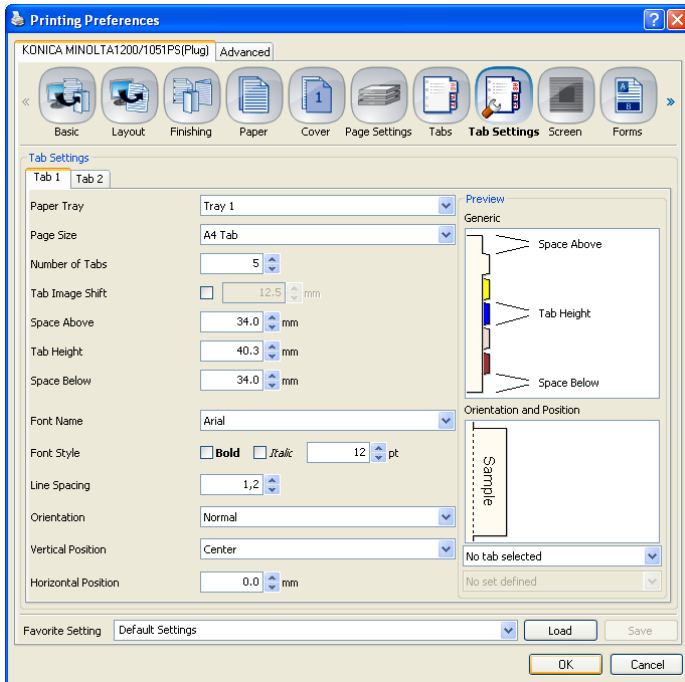 Printing Preferences
KONICA MINOLTA1200/1051PS(Plug) Advanced
« Basic Layout Finishing Paper Cover Page Settings Tabs Tab Settings Screen Forms »
1
A
B
Tab Settings
Tab 1 Tab 2
Paper Tray Tray 1
Page Size A4 Tab
Number of Tabs 5
Tab Image Shift 12.5 mm
Space Above 34.0 mm
Tab Height 40.3 mm
Space Below 34.0 mm
Font Name Arial
Font Style Bold Italic 12 pt
Line Spacing 1,2
Orientation Normal
Vertical Position Center
Horizontal Position 0.0 mm
Preview
Generic
Space Above
Tab Height
Space Below
Orientation and Position
Sample
No tab selected
No set defined
Favorite Setting Default Settings Load Save
OK Cancel